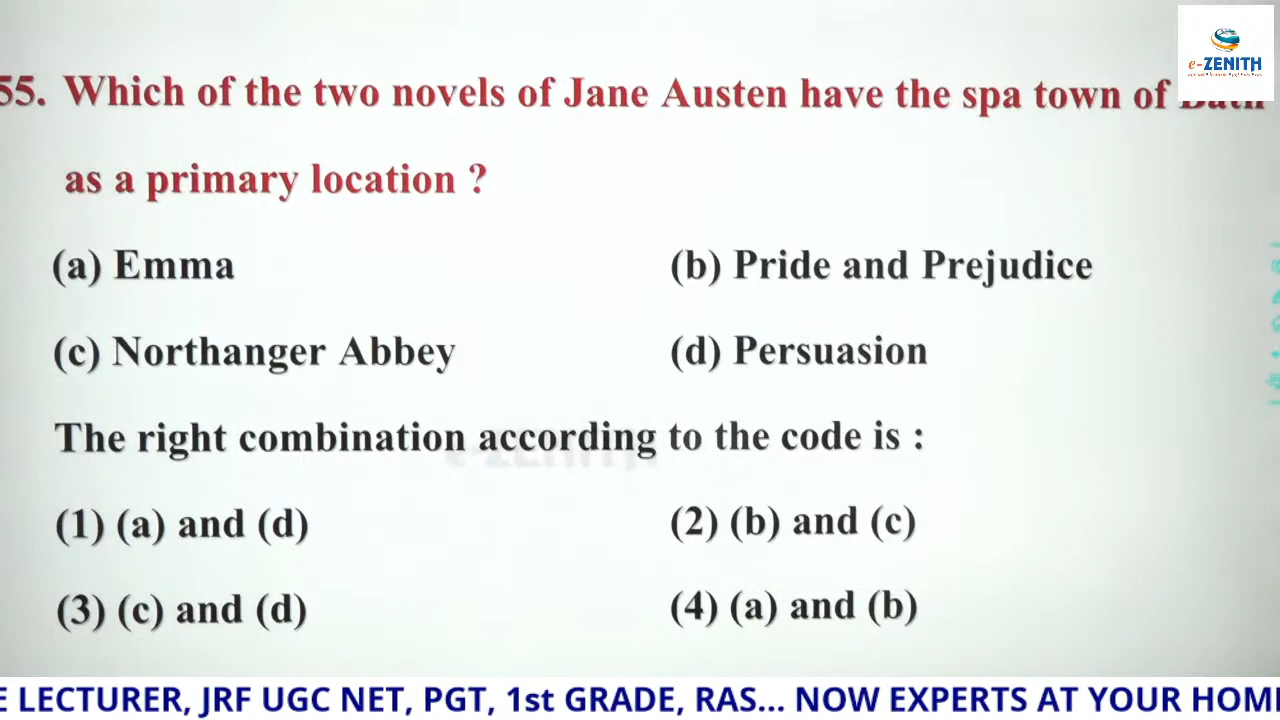 e-ZENITH
55. Which of the two novels of Jane Austen have the spa town of
as a primary location ?
(a) Emma
(b) Pride and Prejudice
(c) Northanger Abbey
(d) Persuasion
The right combination according to the code is :
e-ZENITH
(1) (a) and (d)
(2) (b) and (c)
(3) (c) and (d)
(4) (a) and (b)
E LECTURER, JRF UGC NET, PGT, 1st GRADE, RAS... NOW EXPERTS AT YOUR HOM